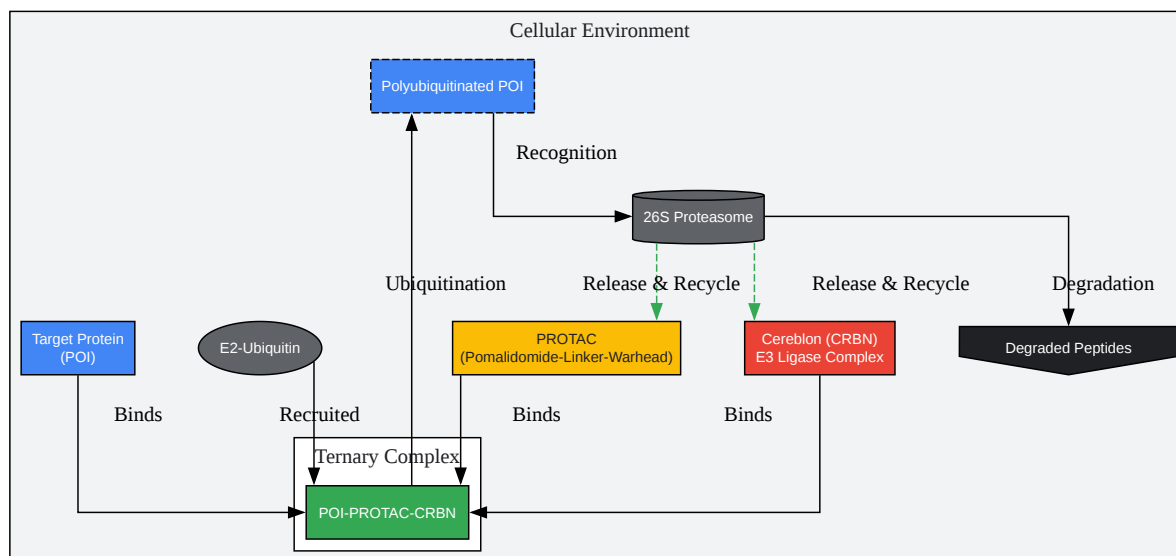 Cellular Environment
Polyubiquitinated POI
Recognition
26S Proteasome
Ubiquitination
Release & Recycle
Release & Recycle
Degradation
Target Protein
(POI)
E2-Ubiquitin
PROTAC
(Pomalidomide-Linker-Warhead)
Cereblon (CRBN)
E3 Ligase Complex
Degraded Peptides
Binds
Recruited
Binds
Binds
Ternary Complex
POI-PROTAC-CRBN